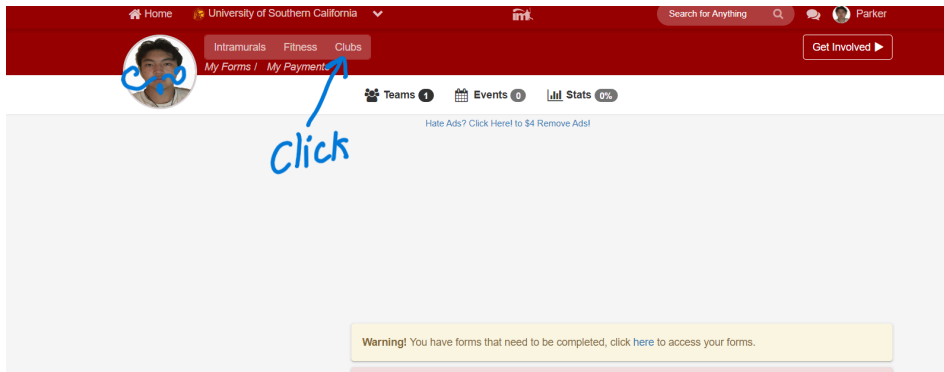 Home University of Southern California im Search for Anything Parker
Intramurals Fitness Clubs Get Involved
My Forms / My Payments
Teams 1 Events 0 Stats 0%
Hate Ads? Click Here! to $4 Remove Ads!
Click
Warning! You have forms that need to be completed, click here to access your forms.